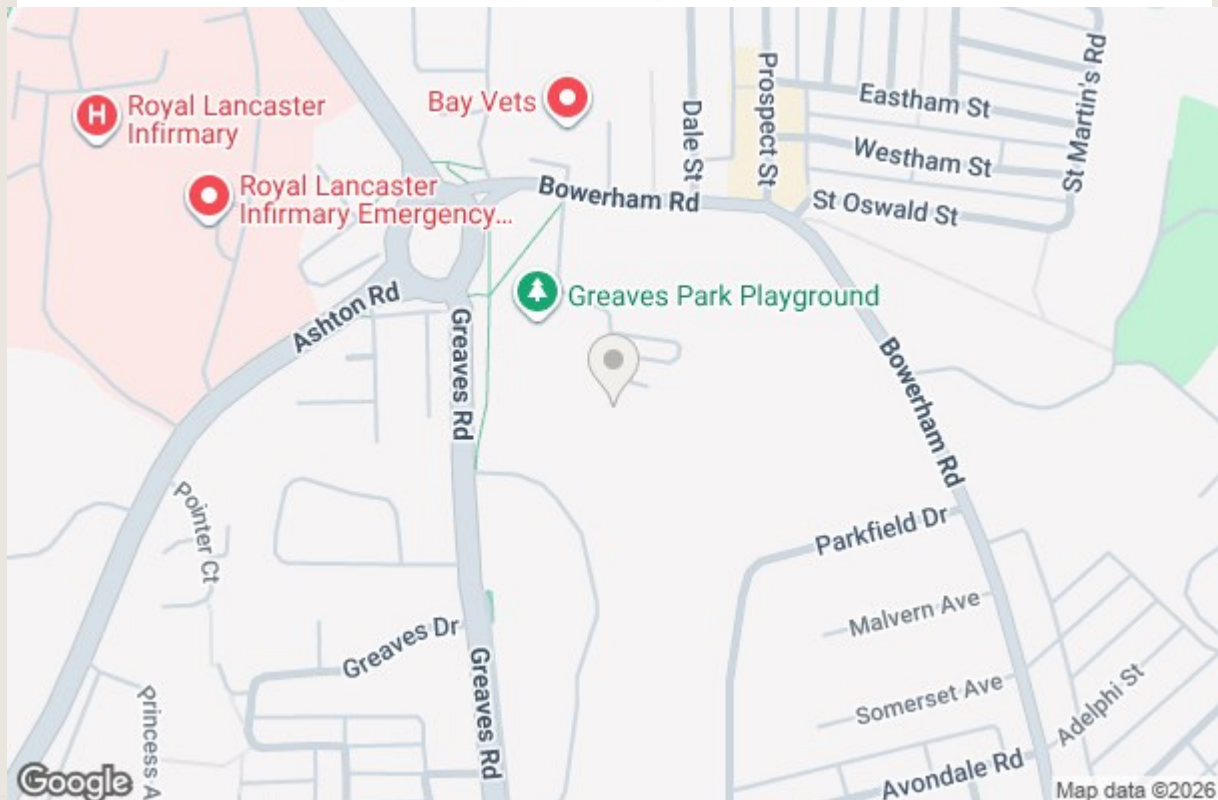 Royal Lancaster
Infirmary
H
Royal Lancaster
Infirmary Emergency...
Bay Vets
Dale St
Prospect St
Eastham St
Westham St
St Oswald St
St Martin's Rd
Bowerham Rd
Greaves Park Playground
Ashton Rd
Greaves Rd
Bowerham Rd
Pointer Ct
Parkfield Dr
Malvern Ave
Greaves Dr
Greaves Rd
Somerset Ave
Adelphi St
Princess A
Avondale Rd
Google
Map data ©2026